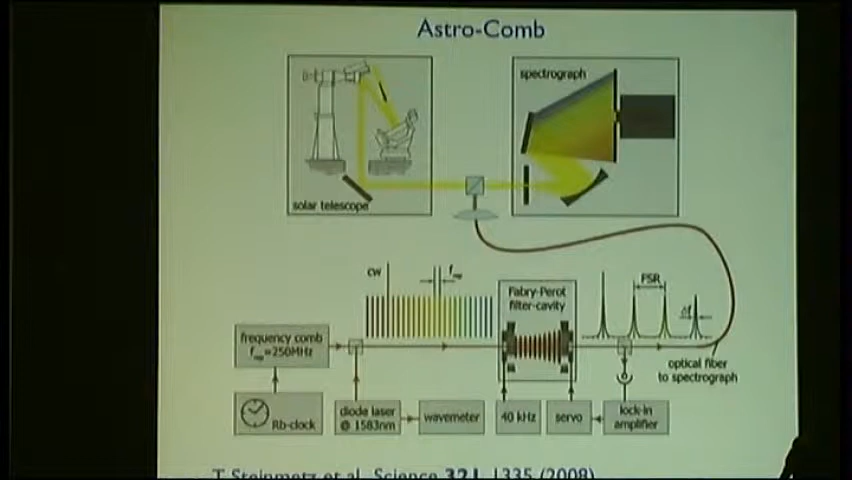 Astro-Comb
spectrograph
solar telescope
cw
f_rep
FSR
Δf
Fabry-Perot
filter-cavity
frequency comb
f_rep=250MHz
optical fiber
to spectrograph
Rb-clock
diode laser
@ 1583nm
wavemeter
40 kHz
servo
lock-in
amplifier
T. Steinmetz et al., Science 321, 1335 (2008)